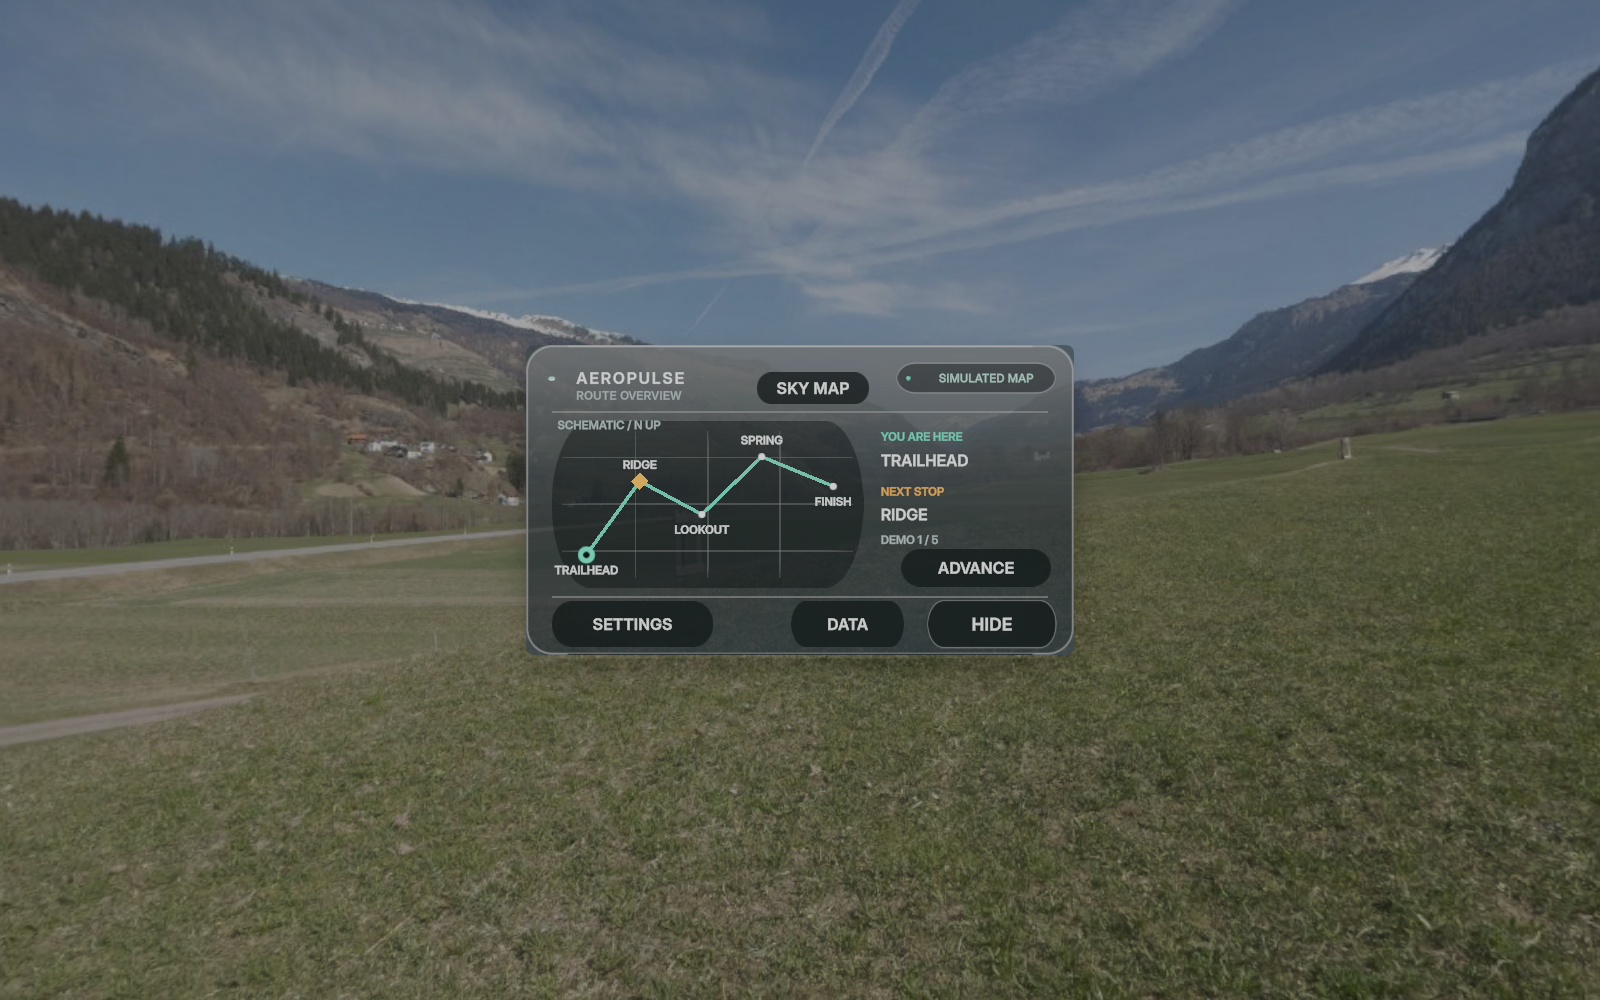 AEROPULSE
ROUTE OVERVIEW
SKY MAP
SIMULATED MAP
SCHEMATIC / N UP
SPRING
RIDGE
FINISH
LOOKOUT
TRAILHEAD
YOU ARE HERE
TRAILHEAD
NEXT STOP
RIDGE
DEMO 1 / 5
ADVANCE
SETTINGS
DATA
HIDE